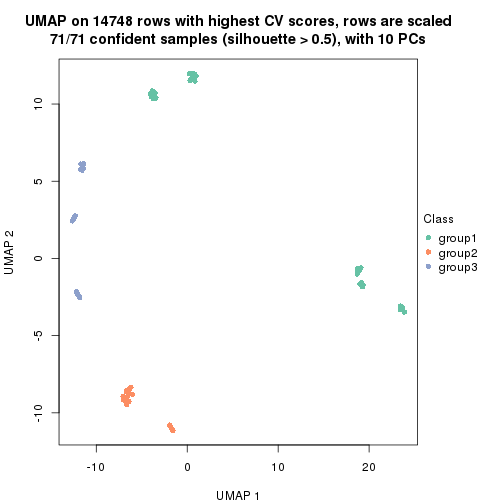 UMAP on 14748 rows with highest CV scores, rows are scaled
71/71 confident samples (silhouette > 0.5), with 10 PCs
10
5
0
-5
-10
UMAP 2
-10
0
10
20
UMAP 1
Class
group1
group2
group3